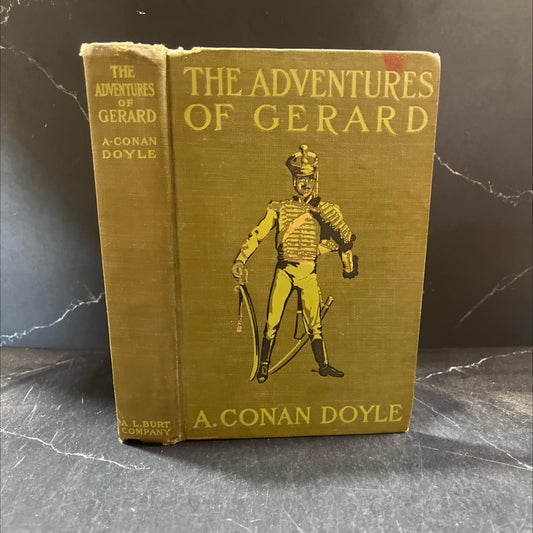 THE
ADVENTURES
OF
GERARD
A·CONAN
DOYLE
A.L.BURT
COMPANY
THE ADVENTURES
OF GERARD
A. CONAN DOYLE